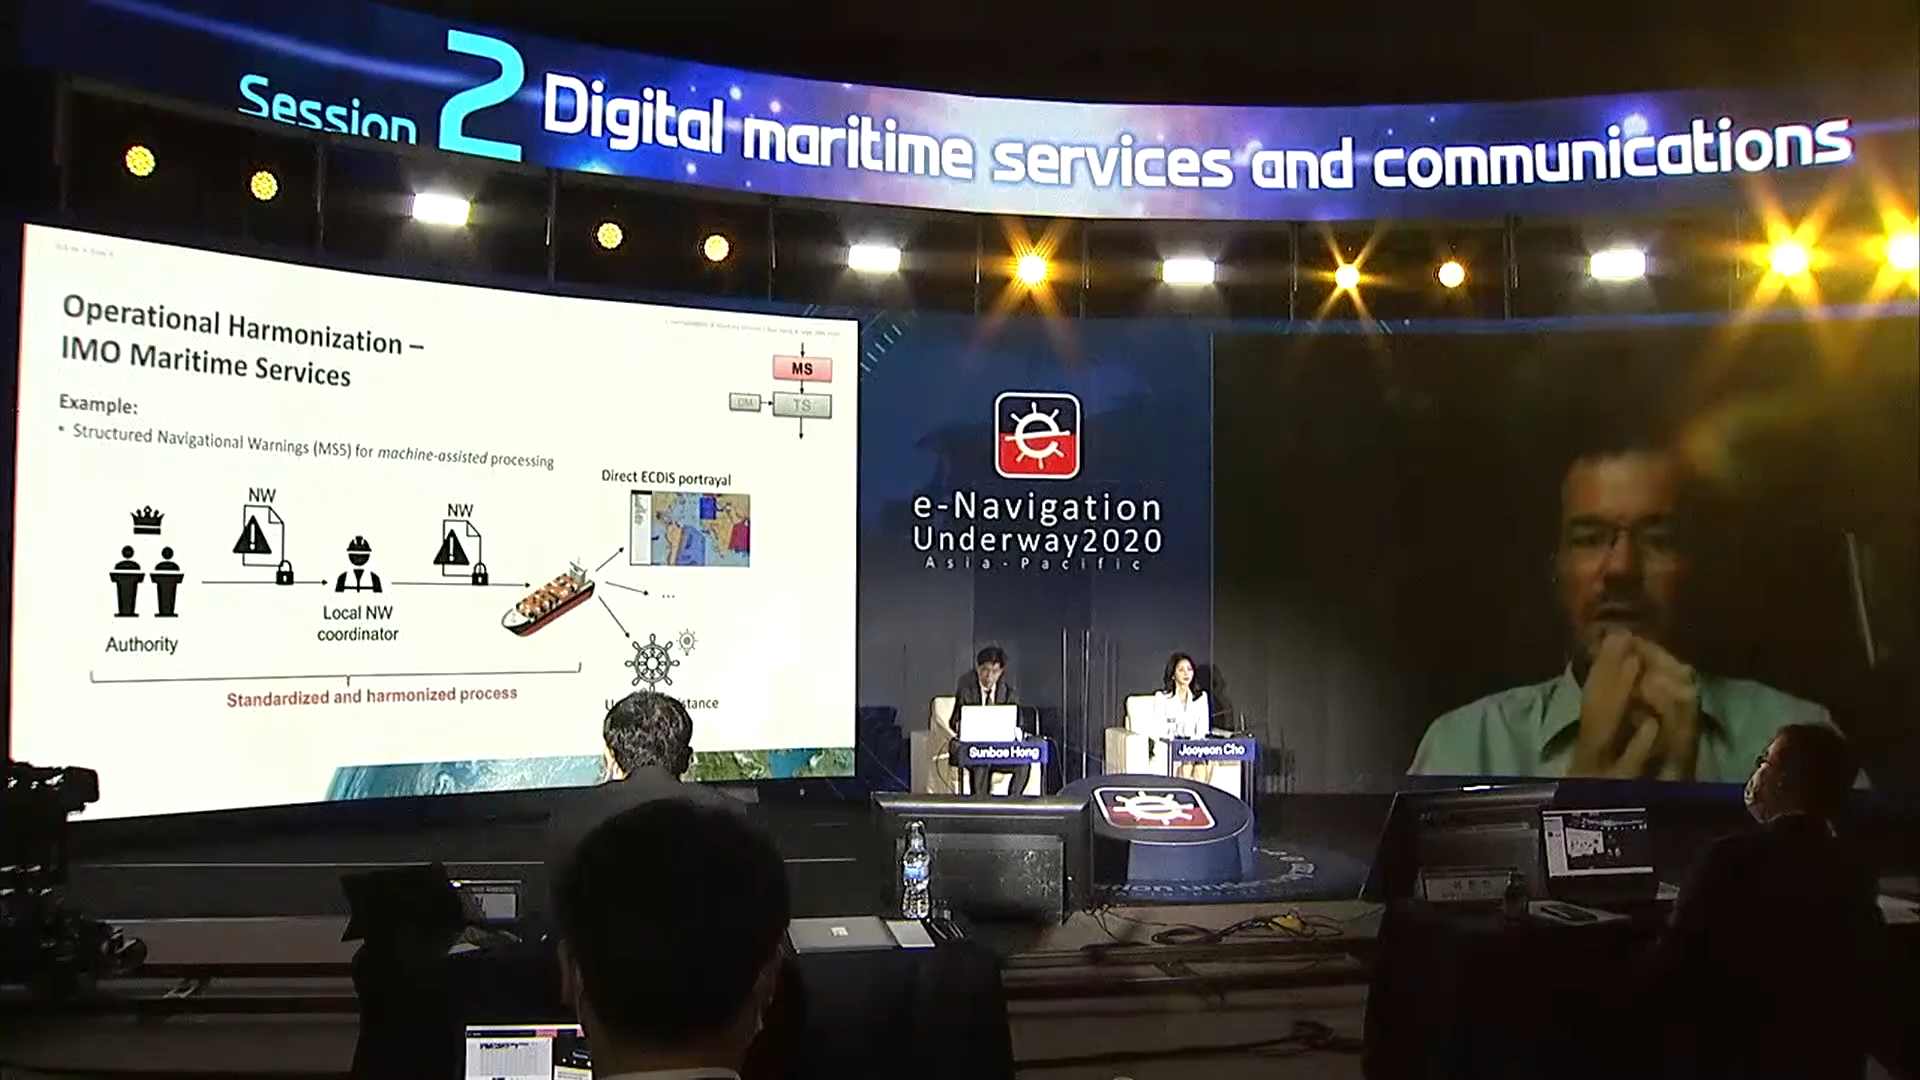 Session 2 Digital maritime services and communications
Operational Harmonization –
IMO Maritime Services
MS
TS
Example:
• Structured Navigational Warnings (MS5) for machine-assisted processing
Direct ECDIS portrayal
NW
NW
...
Local NW
coordinator
Authority
Standardized and harmonized process
e-Navigation
Underway2020
Asia-Pacific
Sunbae Hong
Jooyeon Cho